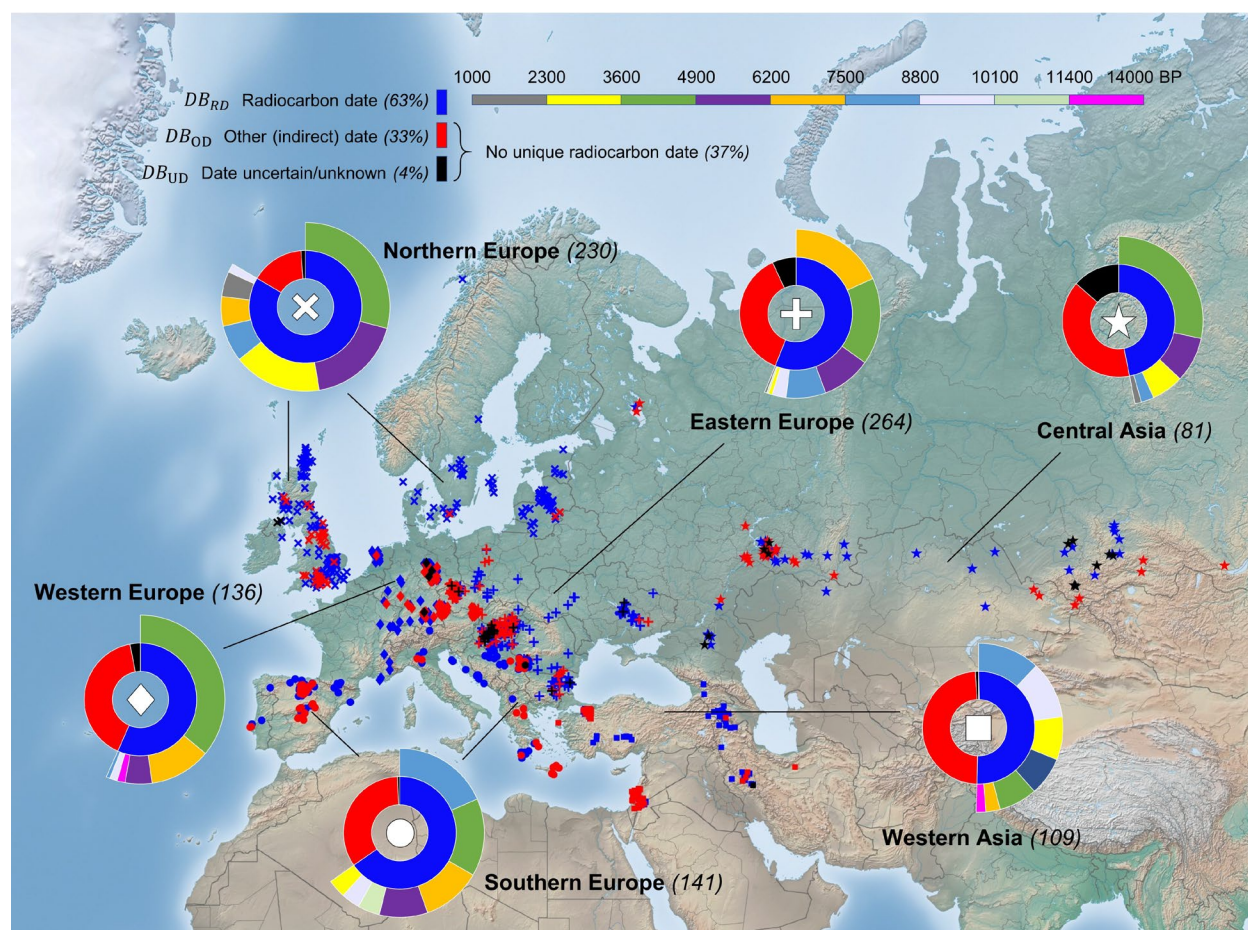 1000 2300 3600 4900 6200 7500 8800 10100 11400 14000 BP
DB_RD Radiocarbon date (63%)
DB_OD Other (indirect) date (33%)
No unique radiocarbon date (37%)
DB_UD Date uncertain/unknown (4%)
Northern Europe (230)
Eastern Europe (264)
Central Asia (81)
Western Europe (136)
Western Asia (109)
Southern Europe (141)